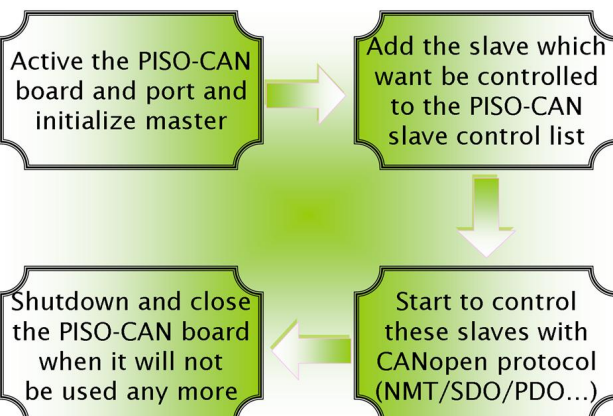 Active the PISO-CAN
board and port and
initialize master
Add the slave which
want be controlled
to the PISO-CAN
slave control list
Start to control
these slaves with
CANopen protocol
(NMT/SDO/PDO...)
Shutdown and close
the PISO-CAN board
when it will not
be used any more